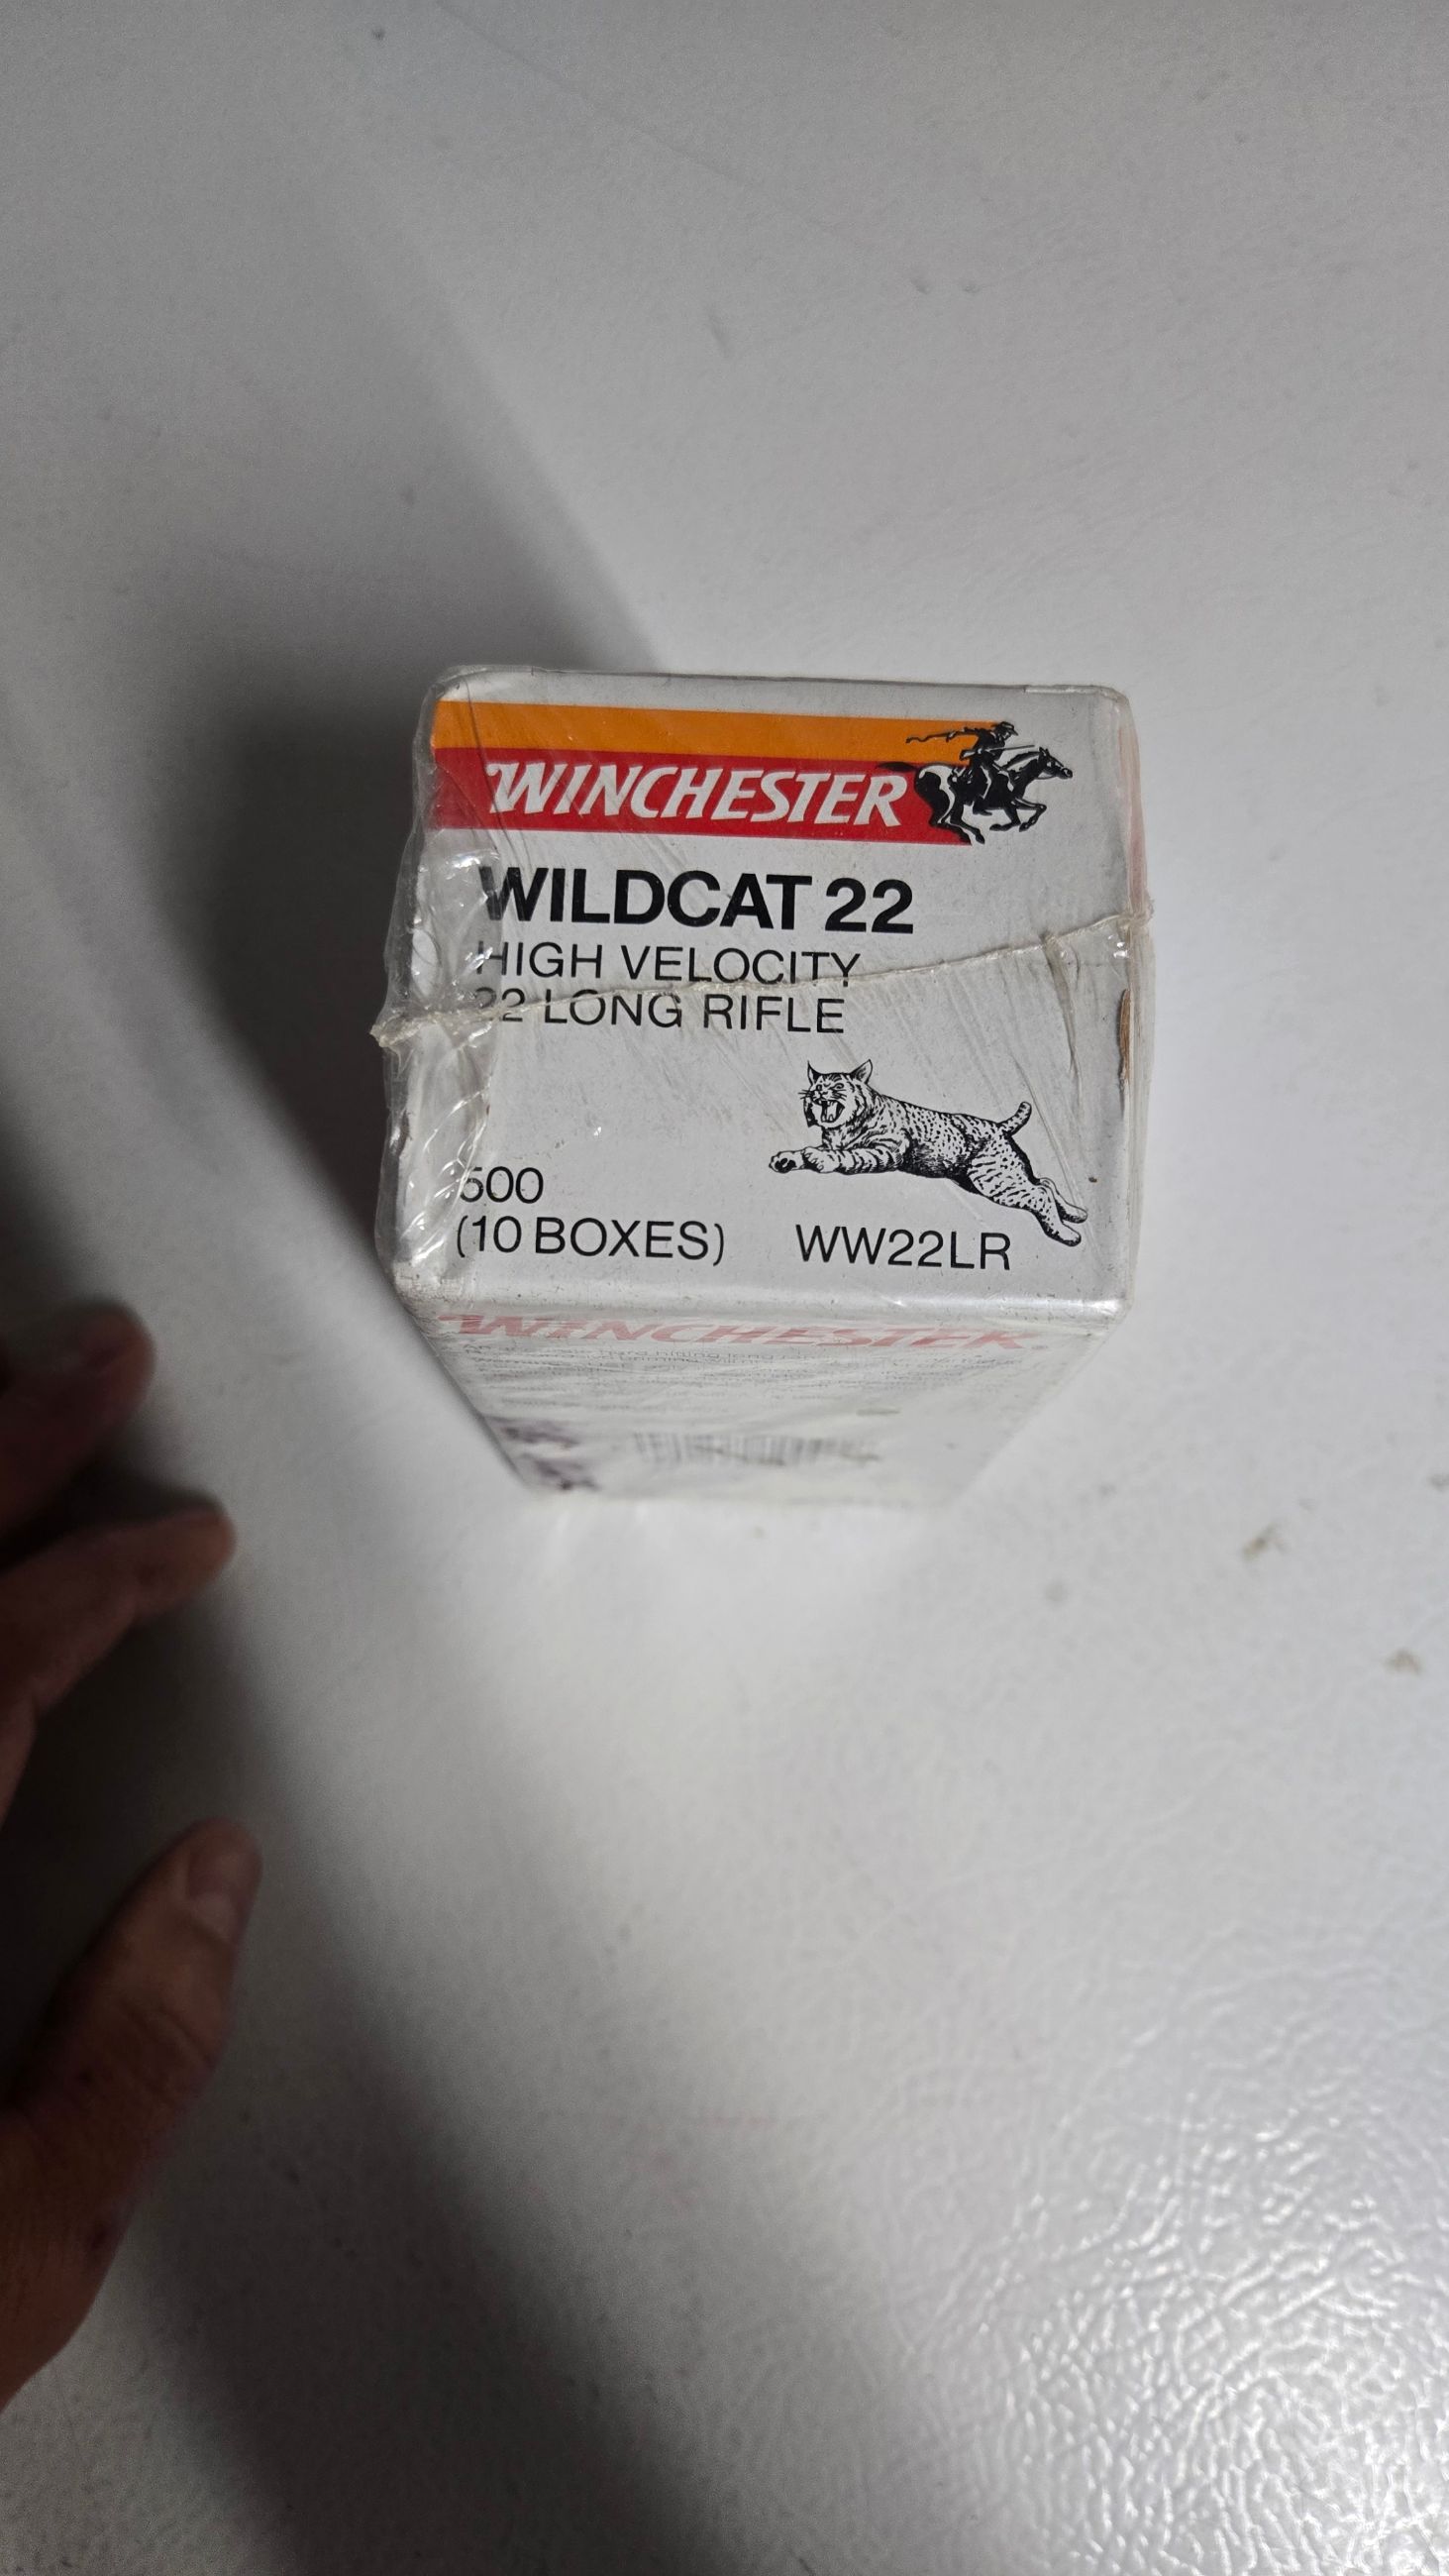 WINCHESTER
WILDCAT 22
HIGH VELOCITY
22 LONG RIFLE
500
(10 BOXES) WW22LR
WINCHESTER